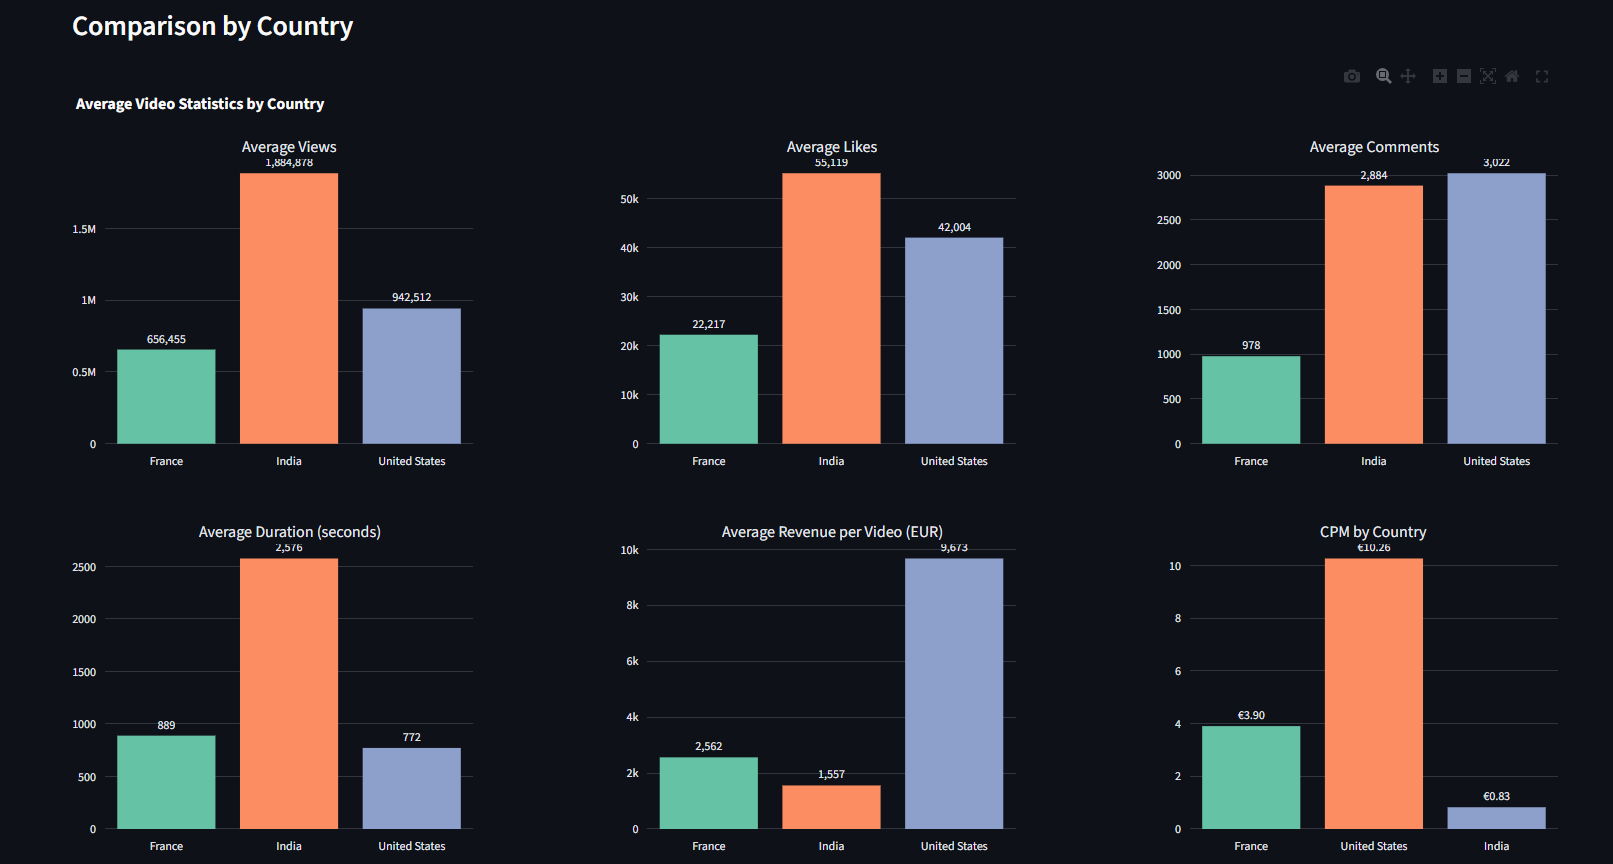 Comparison by Country
Average Video Statistics by Country
Average Views
1,884,878
1.5M
1M
0.5M
0
656,455
942,512
France
India
United States
Average Likes
55,119
50k
40k
30k
20k
10k
0
22,217
42,004
France
India
United States
Average Comments
3,022
3000
2,884
2500
2000
1500
1000
500
0
978
France
India
United States
Average Duration (seconds)
2,576
2500
2000
1500
1000
500
0
889
772
France
India
United States
Average Revenue per Video (EUR)
9,673
10k
8k
6k
4k
2k
0
2,562
1,557
France
India
United States
CPM by Country
€10.26
10
8
6
4
2
0
€3.90
€0.83
France
United States
India